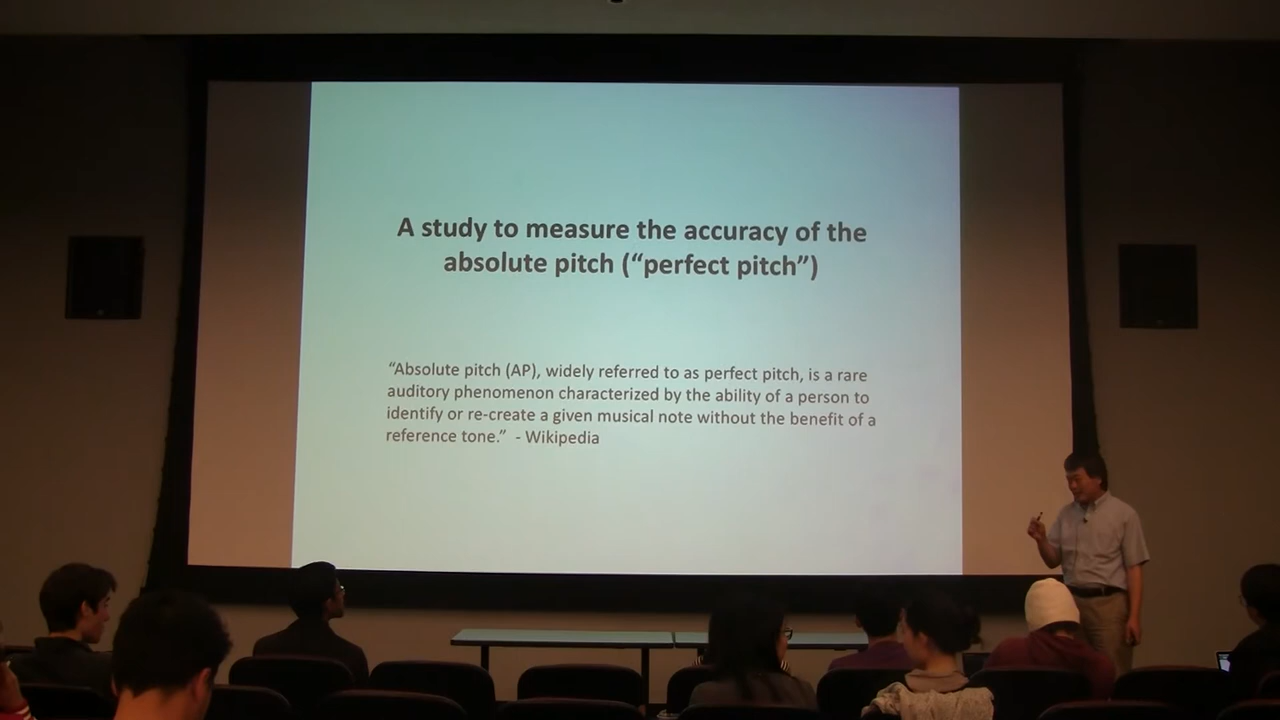 A study to measure the accuracy of the
absolute pitch (“perfect pitch”)
“Absolute pitch (AP), widely referred to as perfect pitch, is a rare
auditory phenomenon characterized by the ability of a person to
identify or re-create a given musical note without the benefit of a
reference tone.” - Wikipedia